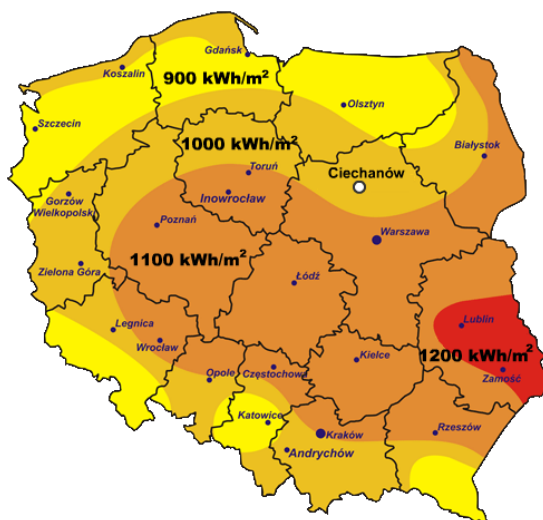 Gdańsk
Koszalin
900 kWh/m²
Olsztyn
Szczecin
1000 kWh/m²
Białystok
Toruń
Ciechanów
Inowrocław
Gorzów
Wielkopolski
Poznań
Warszawa
1100 kWh/m²
Zielona Góra
Łódź
Legnica
Lublin
Wrocław
1200 kWh/m²
Kielce
Opole
Częstochowa
Zamość
Katowice
Kraków
Rzeszów
Andrychów